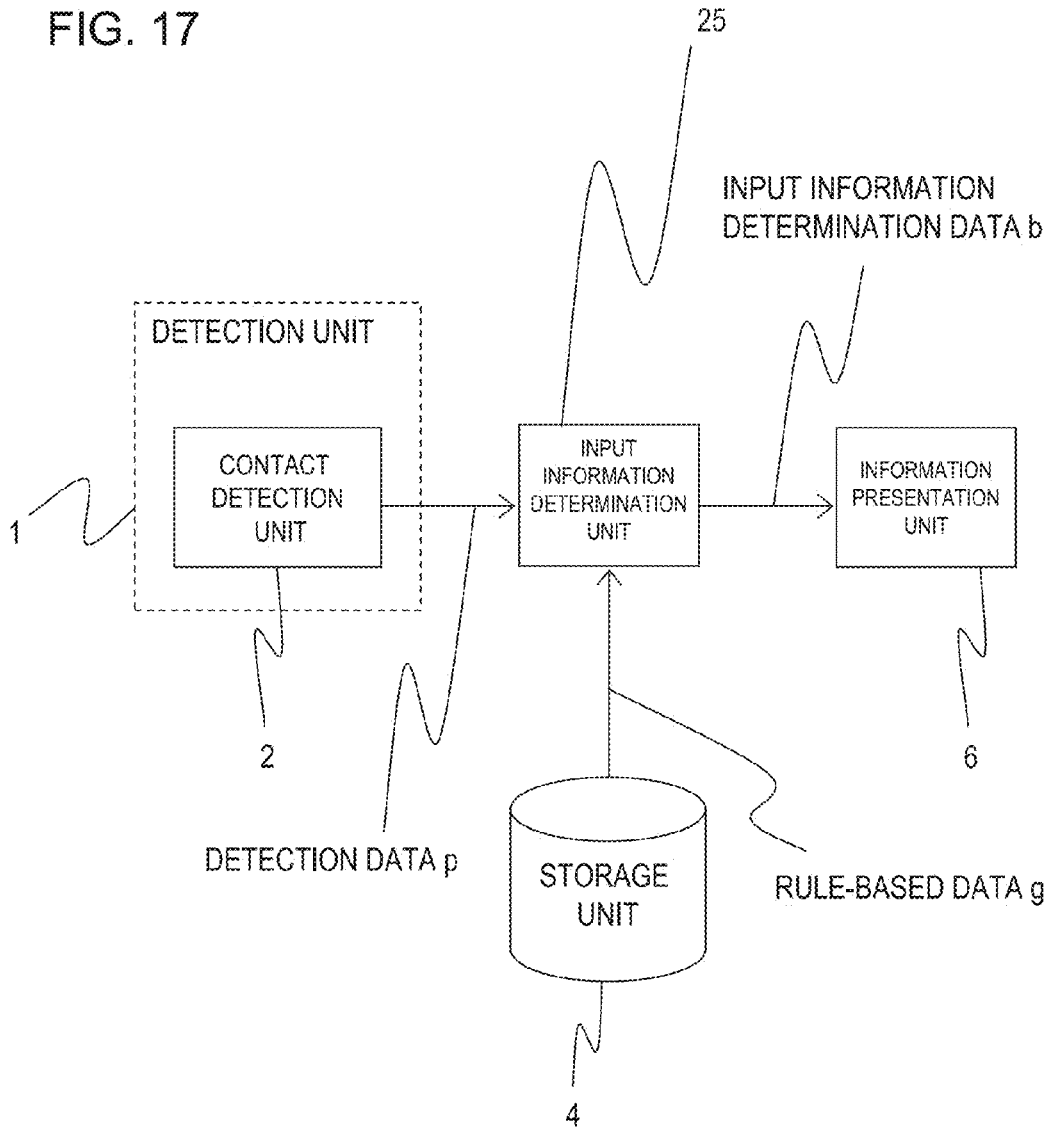 FIG. 17
25
INPUT INFORMATION
DETERMINATION DATA b
DETECTION UNIT
CONTACT
DETECTION
UNIT
INPUT
INFORMATION
DETERMINATION
UNIT
INFORMATION
PRESENTATION
UNIT
1
2
6
DETECTION DATA p
STORAGE
UNIT
RULE-BASED DATA g
4